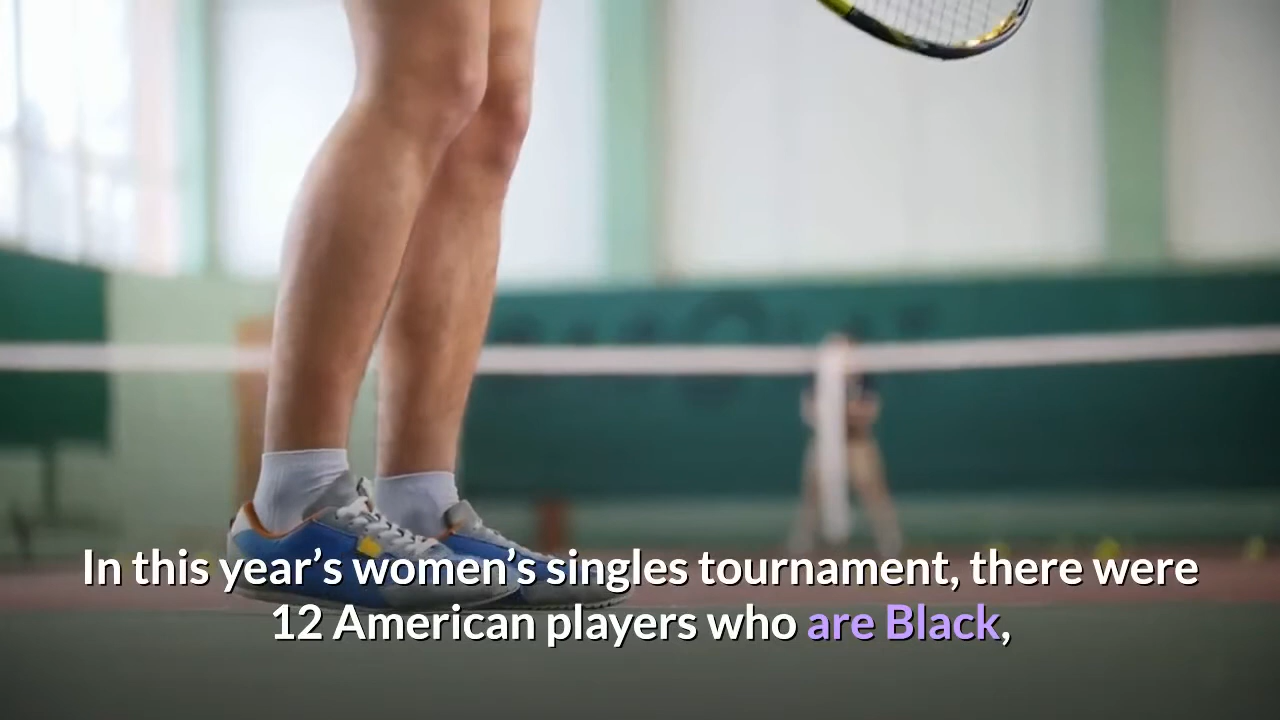 In this year’s women’s singles tournament, there were
12 American players who are Black,